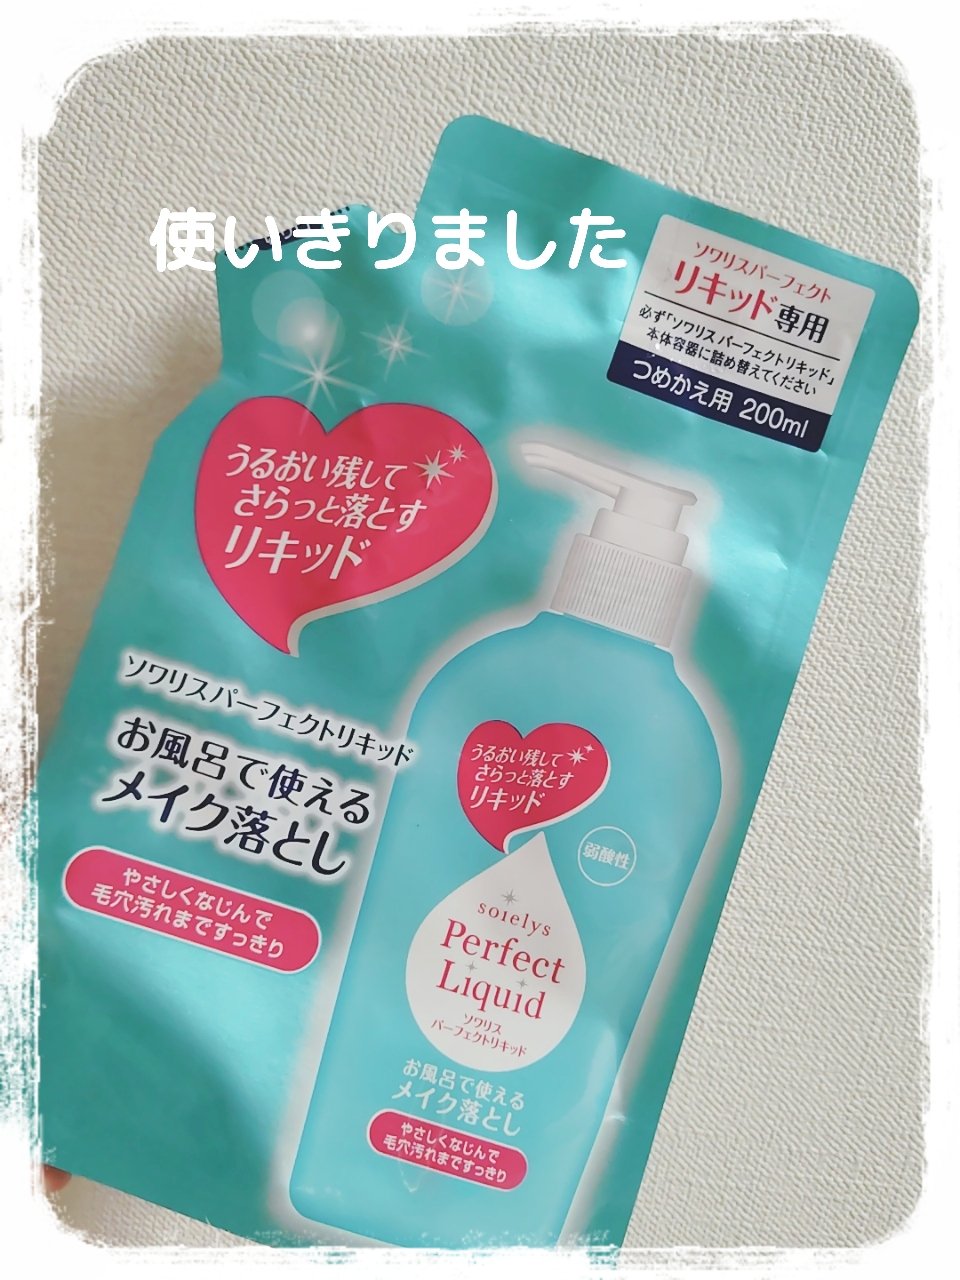 使いきりました
ソワリスパーフェクト
リキッド専用
必ず「ソワリス パーフェクトリキッド」
本体容器に詰め替えてください
つめかえ用 200ml
うるおい残して
さらっと落とす
リキッド
ソワリスパーフェクトリキッド
お風呂で使える
メイク落とし
やさしくなじんで
毛穴汚れまですっきり
うるおい残して
さらっと落とす
リキッド
弱酸性
soielys
Perfect
Liquid
ソワリス
パーフェクトリキッド
お風呂で使える
メイク落とし
やさしくなじんで
毛穴汚れまですっきり